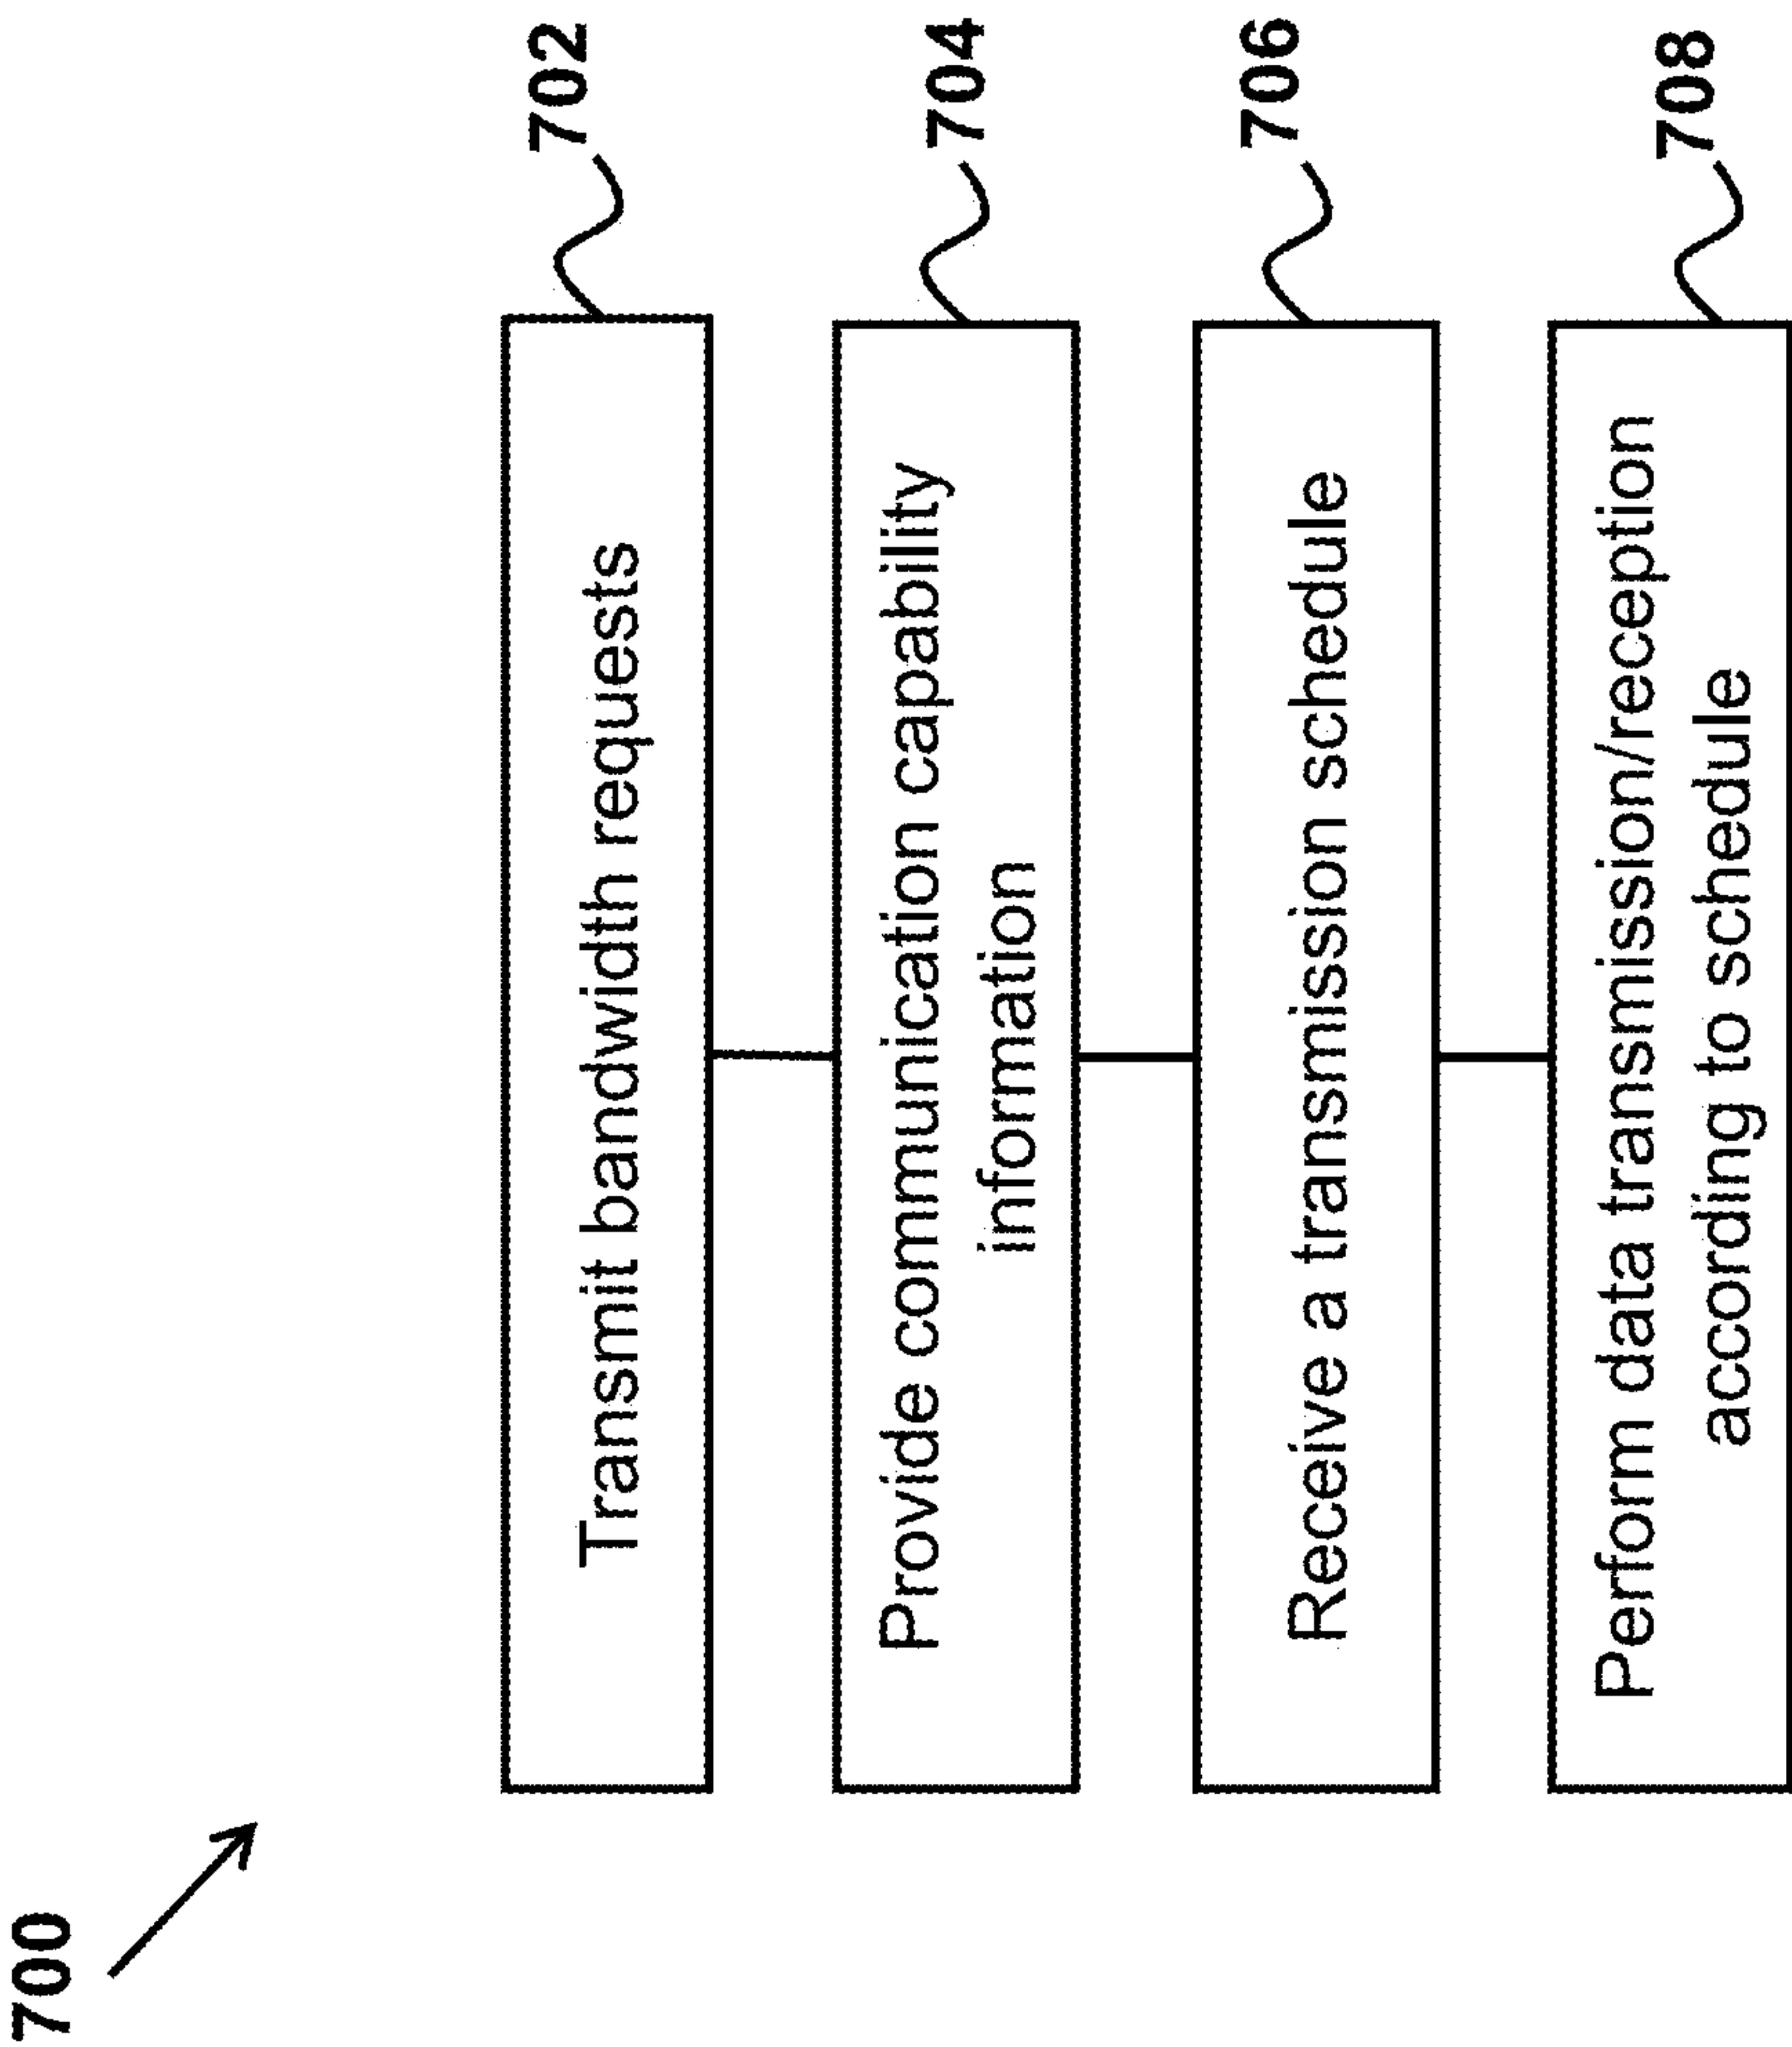 700
Transmit bandwidth requests
702
Provide communication capability
information
704
Receive a transmission schedule
706
Perform data transmission/reception
according to schedule
708